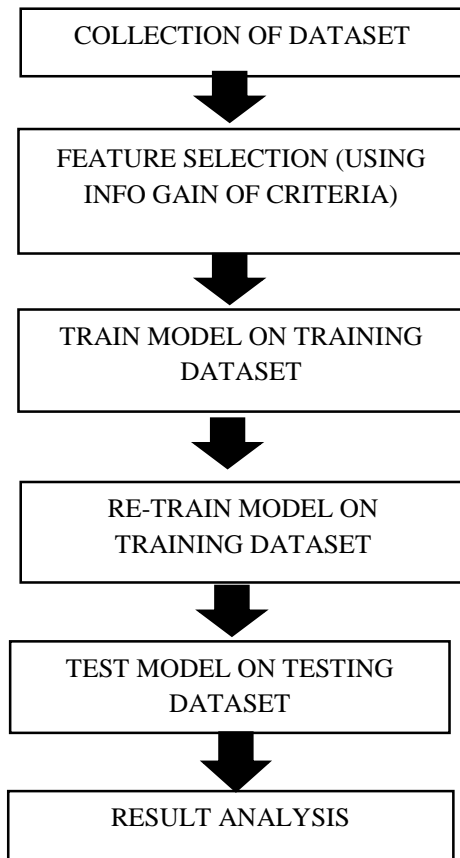 COLLECTION OF DATASET
FEATURE SELECTION (USING
INFO GAIN OF CRITERIA)
TRAIN MODEL ON TRAINING
DATASET
RE-TRAIN MODEL ON
TRAINING DATASET
TEST MODEL ON TESTING
DATASET
RESULT ANALYSIS